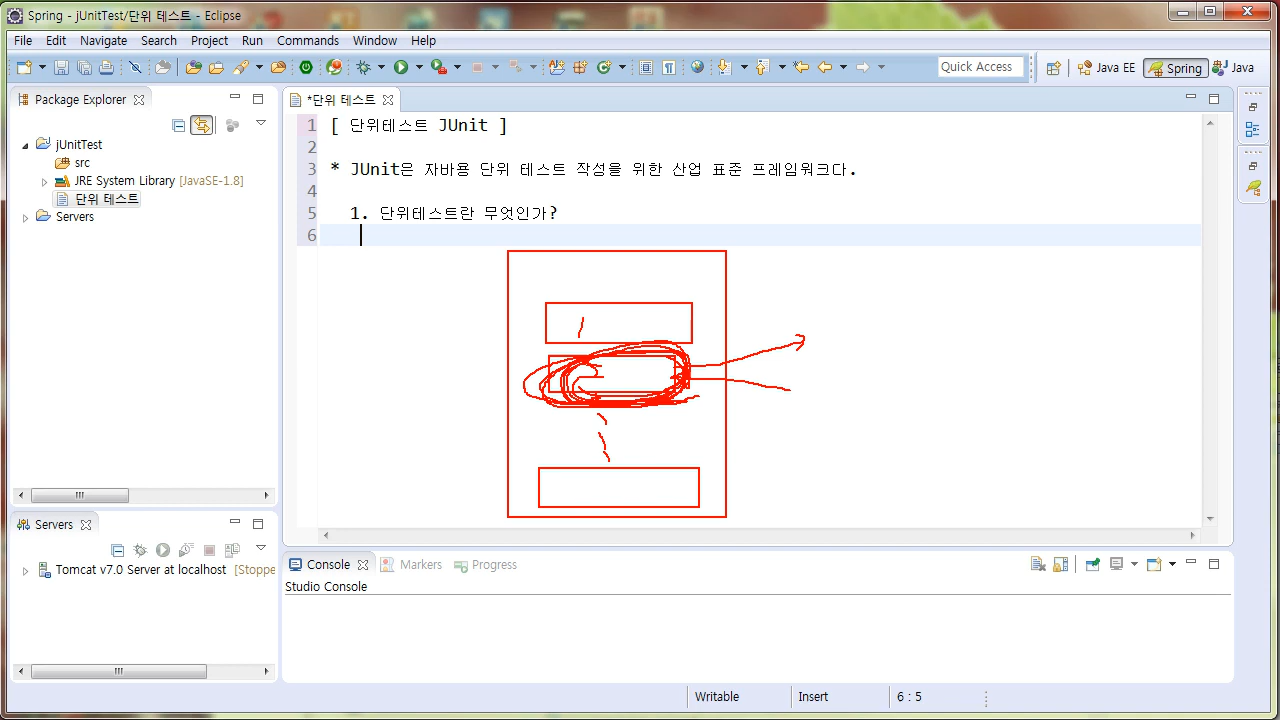 Spring - jUnitTest/단위 테스트 - Eclipse
File Edit Navigate Search Project Run Commands Window Help
Quick Access
Java EE
Spring
Java
Package Explorer
jUnitTest
src
JRE System Library [JavaSE-1.8]
단위 테스트
Servers
*단위 테스트
1 [ 단위테스트 JUnit ]
2
3 * JUnit은 자바용 단위 테스트 작성을 위한 산업 표준 프레임워크다.
4
5 1. 단위테스트란 무엇인가?
6
Servers
Tomcat v7.0 Server at localhost [Stoppe
Console Markers Progress
Studio Console
Writable Insert 6 : 5